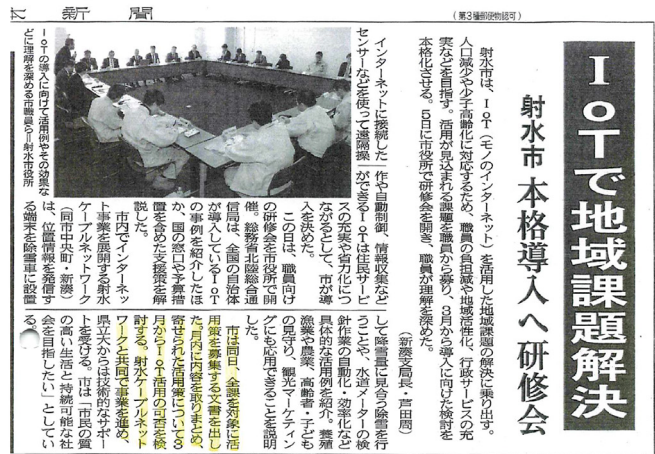 新聞
(第3種郵便物認可)
IoTで地域課題解決
射水市 本格導入へ研修会
射水市は、IoT(モノのインターネット)を活用した地域課題の解決に乗り出す。
人口減少や少子高齢化に対応するため、職員の負担減や地域活性化、行政サービスの充
実などを目指す。活用が見込まれる課題を職員から募り、3月から導入に向けた検討を
本格化させる。5日に市役所で研修会を開き、職員が理解を深めた。
(新湊支局長・芦田周)
インターネットに接続した
センサーなどを使って遠隔操
作や自動制御、情報収集など
ができるIoTは住民サービ
スの充実や省力化につ
ながるとして、市が導
入を決めた。
この日は、職員向け
の研修会を市役所で開
催。総務省北陸総合通
信局は、全国の自治体
が導入しているIoT
の事例を紹介したほ
か、国の窓口や予算措
置を含めた支援策を解
説した。
市内でインターネッ
ト事業を展開する射水
ケーブルネットワーク
(同市中央町・新湊)
は、位置情報を発信す
る端末を除雪車に設置
して降雪量に見合う除雪を行
うことや、水道メーターの検
針作業の自動化・効率化など
具体的な活用例を紹介。養殖
漁業や農業、高齢者・子ども
の見守り、観光マーケティン
グにも応用できることを説明
した。
市は同日、全課を対象に活
用策を募集する文書を出し
た。月内に内容を取りまとめ、
寄せられた活用策について3
月からIoT活用の可否を検
討する。射水ケーブルネット
ワークと共同で事業を進め、
県立大からは技術的なサポー
トを受ける。市は「市民の質
の高い生活と持続可能な社
会を目指したい」としてい
る。
IoTの導入に向けて活用例やその効果な
どに理解を深める市職員ら=射水市役所